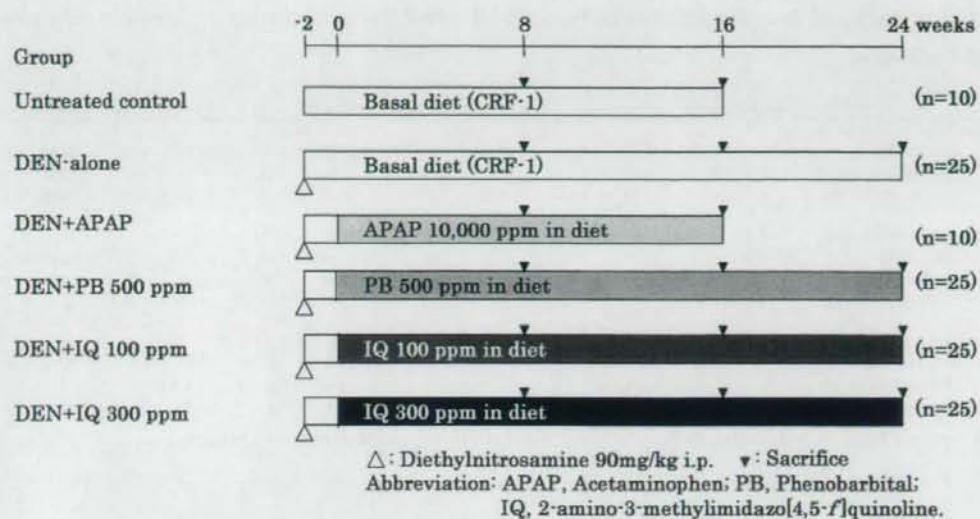 -2 0 8 16 24 weeks
Group
Untreated control Basal diet (CRF-1) (n=10)
DEN-alone Basal diet (CRF-1) (n=25)
DEN+APAP APAP 10,000 ppm in diet (n=10)
DEN+PB 500 ppm PB 500 ppm in diet (n=25)
DEN+IQ 100 ppm IQ 100 ppm in diet (n=25)
DEN+IQ 300 ppm IQ 300 ppm in diet (n=25)
△: Diethylnitrosamine 90mg/kg i.p. ▼: Sacrifice
Abbreviation: APAP, Acetaminophen; PB, Phenobarbital;
IQ, 2-amino-3-methylimidazo[4,5-f]quinoline.